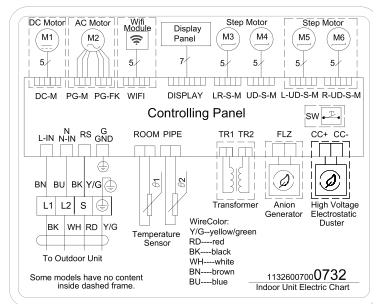 DC Motor AC Motor Wifi Module Display Panel Step Motor Step Motor
M1 M2 M3 M4 M5 M6
5 5 7 5 5 5 5
DC-M PG-M PG-FK WIFI DISPLAY LR-S-M UD-S-M L-UD-S-M R-UD-S-M
Controlling Panel
SW
L-IN N N-IN RS G GND ROOM PIPE TR1 TR2 FLZ CC+ CC-
BN BU BK Y/G θ1 θ2
L1 L2 S
BK WH RD Y/G
To Outdoor Unit
Temperature Sensor
Transformer
Anion Generator
High Voltage Electrostatic Duster
WireColor:
Y/G--yellow/green
RD----red
BK----black
WH----white
BN----brown
BU----blue
Some models have no content
inside dashed frame.
11326007000732
Indoor Unit Electric Chart